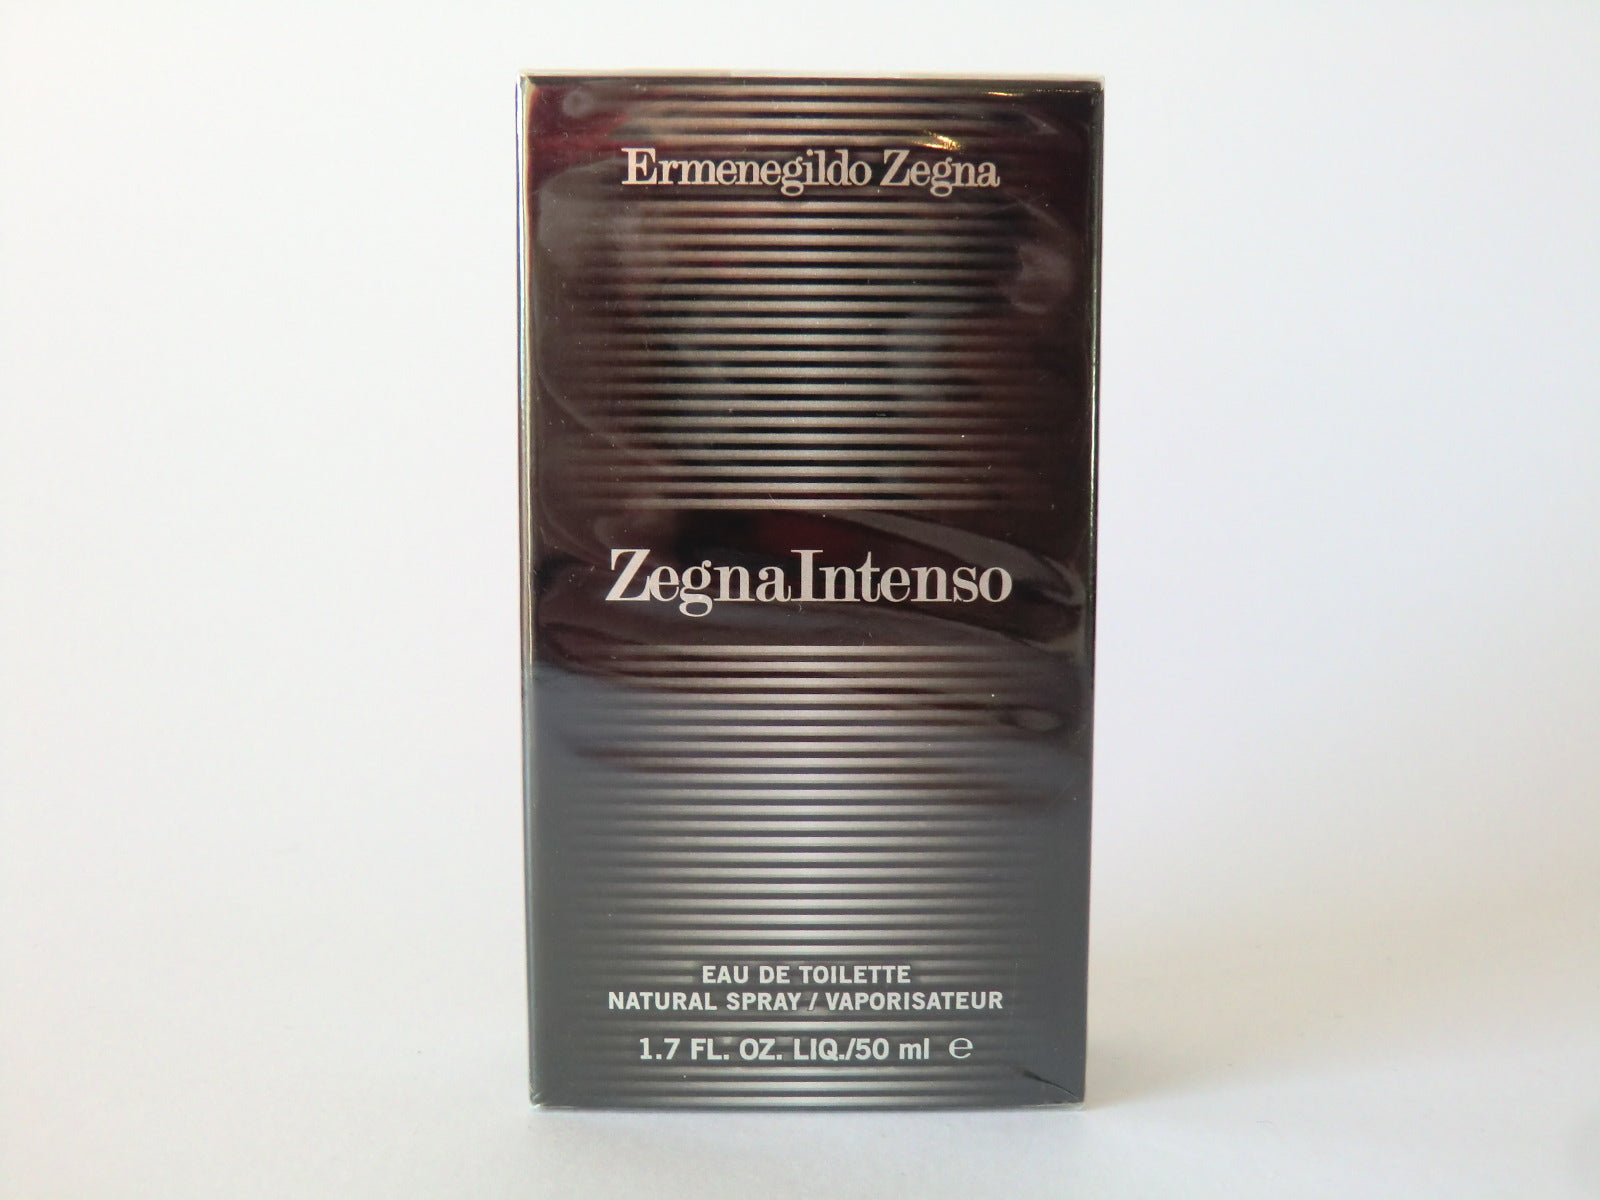 Ermenegildo Zegna
ZegnaIntenso
EAU DE TOILETTE
NATURAL SPRAY / VAPORISATEUR
1.7 FL. OZ. LIQ./50 ml ℮